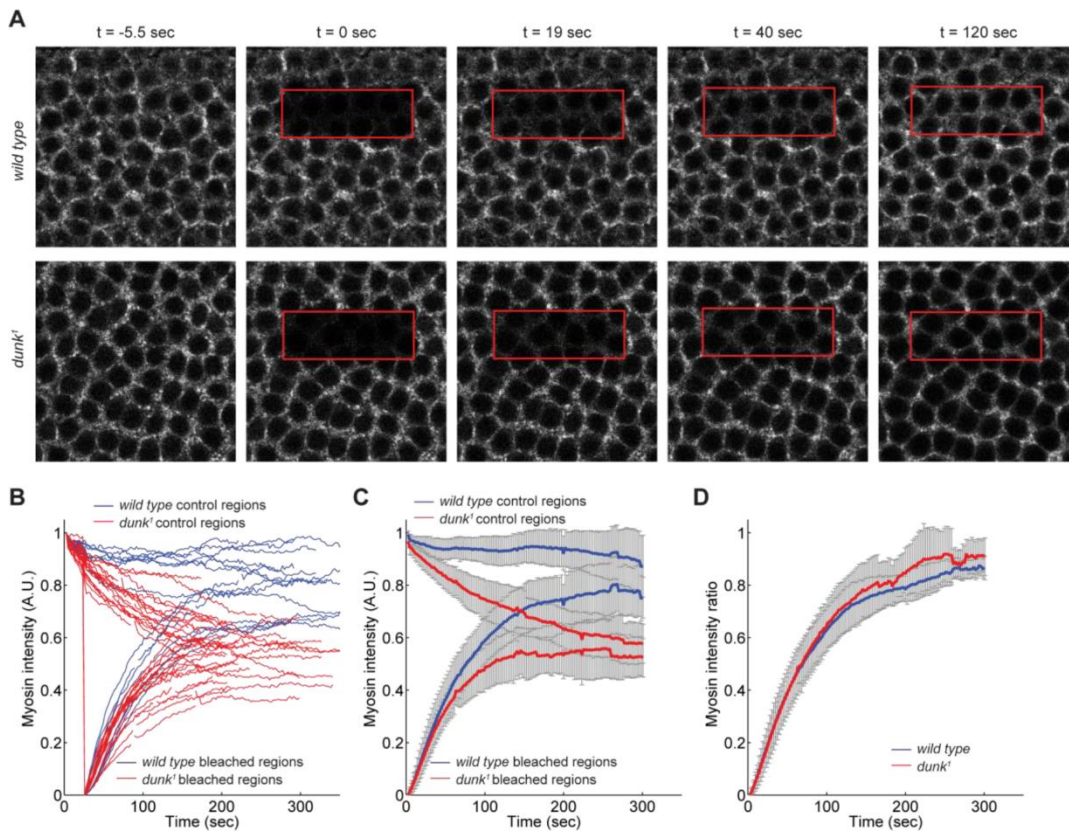 A
t = -5.5 sec
t = 0 sec
t = 19 sec
t = 40 sec
t = 120 sec
wild type
dunk¹
B
wild type control regions
dunk¹ control regions
Myosin intensity (A.U.)
1
0.8
0.6
0.4
0.2
0
wild type bleached regions
dunk¹ bleached regions
0
100
200
300
Time (sec)
C
wild type control regions
dunk¹ control regions
Myosin intensity (A.U.)
1
0.8
0.6
0.4
0.2
0
wild type bleached regions
dunk¹ bleached regions
0
100
200
300
Time (sec)
D
Myosin intensity ratio
1
0.8
0.6
0.4
0.2
0
wild type
dunk¹
0
100
200
300
Time (sec)